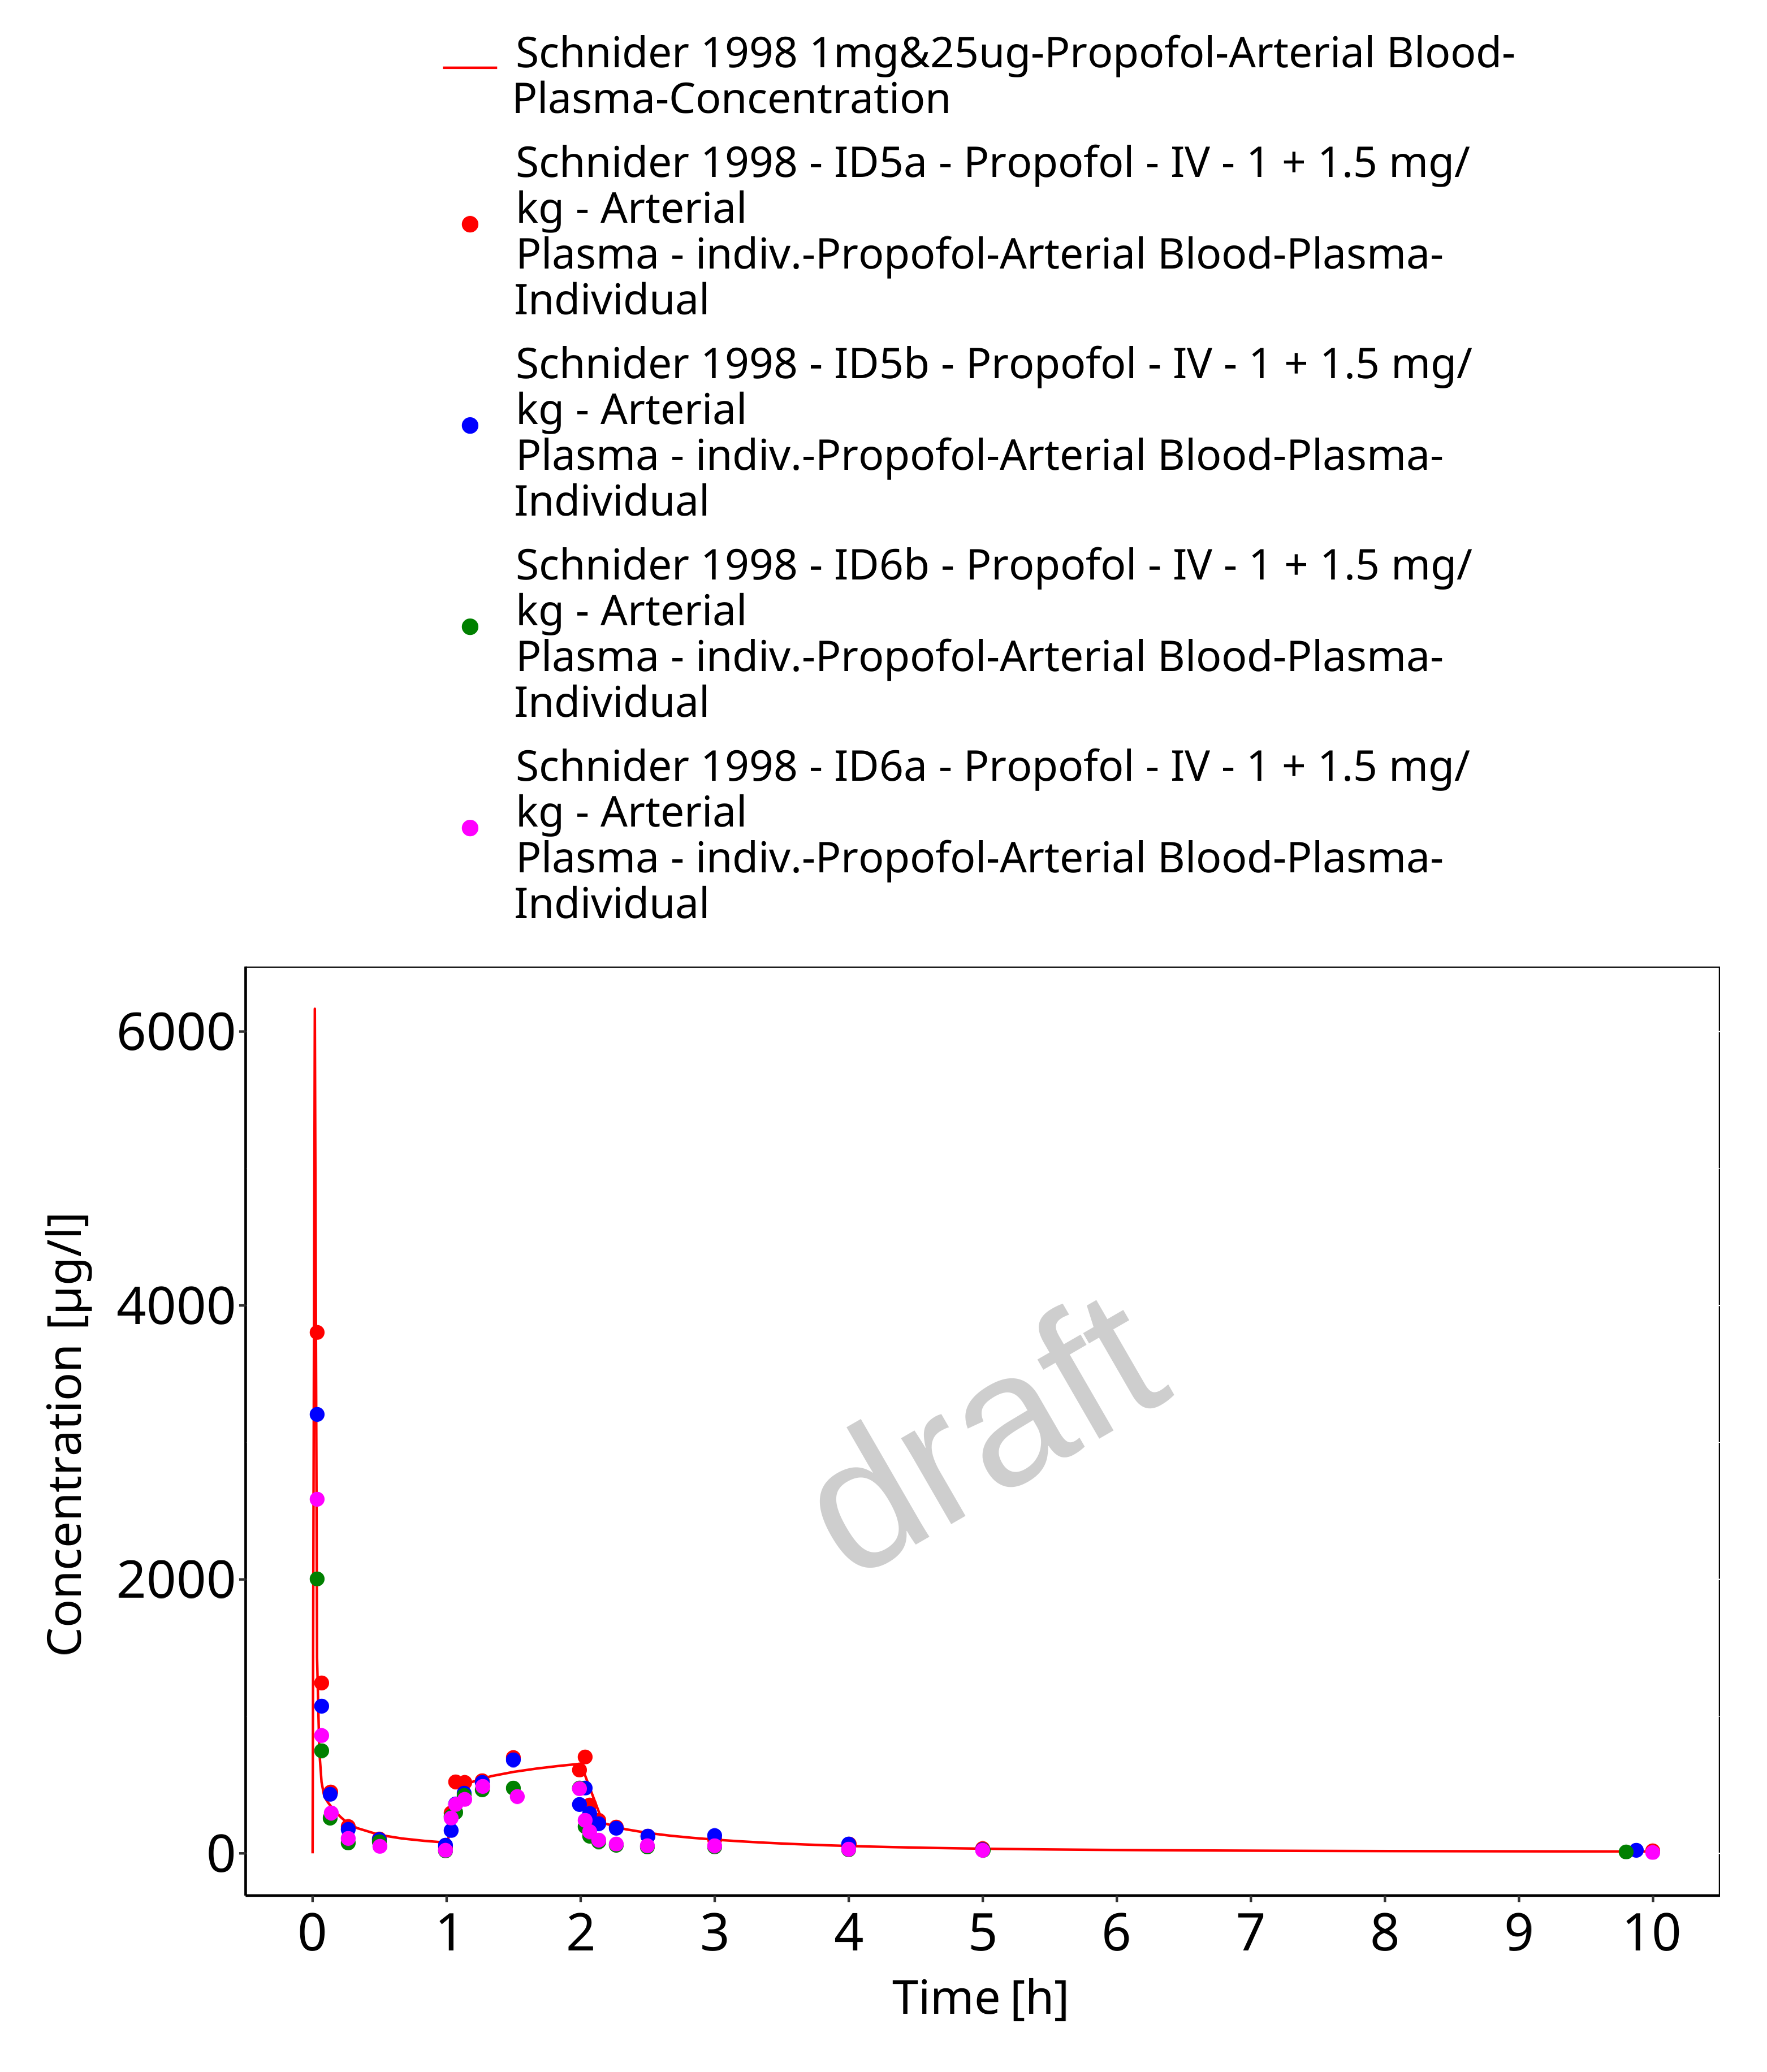 Schnider 1998 1mg&25ug-Propofol-Arterial Blood-
Plasma-Concentration
Schnider 1998 - ID5a - Propofol - IV - 1 + 1.5 mg/
kg - Arterial
Plasma - indiv.-Propofol-Arterial Blood-Plasma-
Individual
Schnider 1998 - ID5b - Propofol - IV - 1 + 1.5 mg/
kg - Arterial
Plasma - indiv.-Propofol-Arterial Blood-Plasma-
Individual
Schnider 1998 - ID6b - Propofol - IV - 1 + 1.5 mg/
kg - Arterial
Plasma - indiv.-Propofol-Arterial Blood-Plasma-
Individual
Schnider 1998 - ID6a - Propofol - IV - 1 + 1.5 mg/
kg - Arterial
Plasma - indiv.-Propofol-Arterial Blood-Plasma-
Individual
6000
4000
2000
0
Concentration [µg/l]
draft
0 1 2 3 4 5 6 7 8 9 10
Time [h]